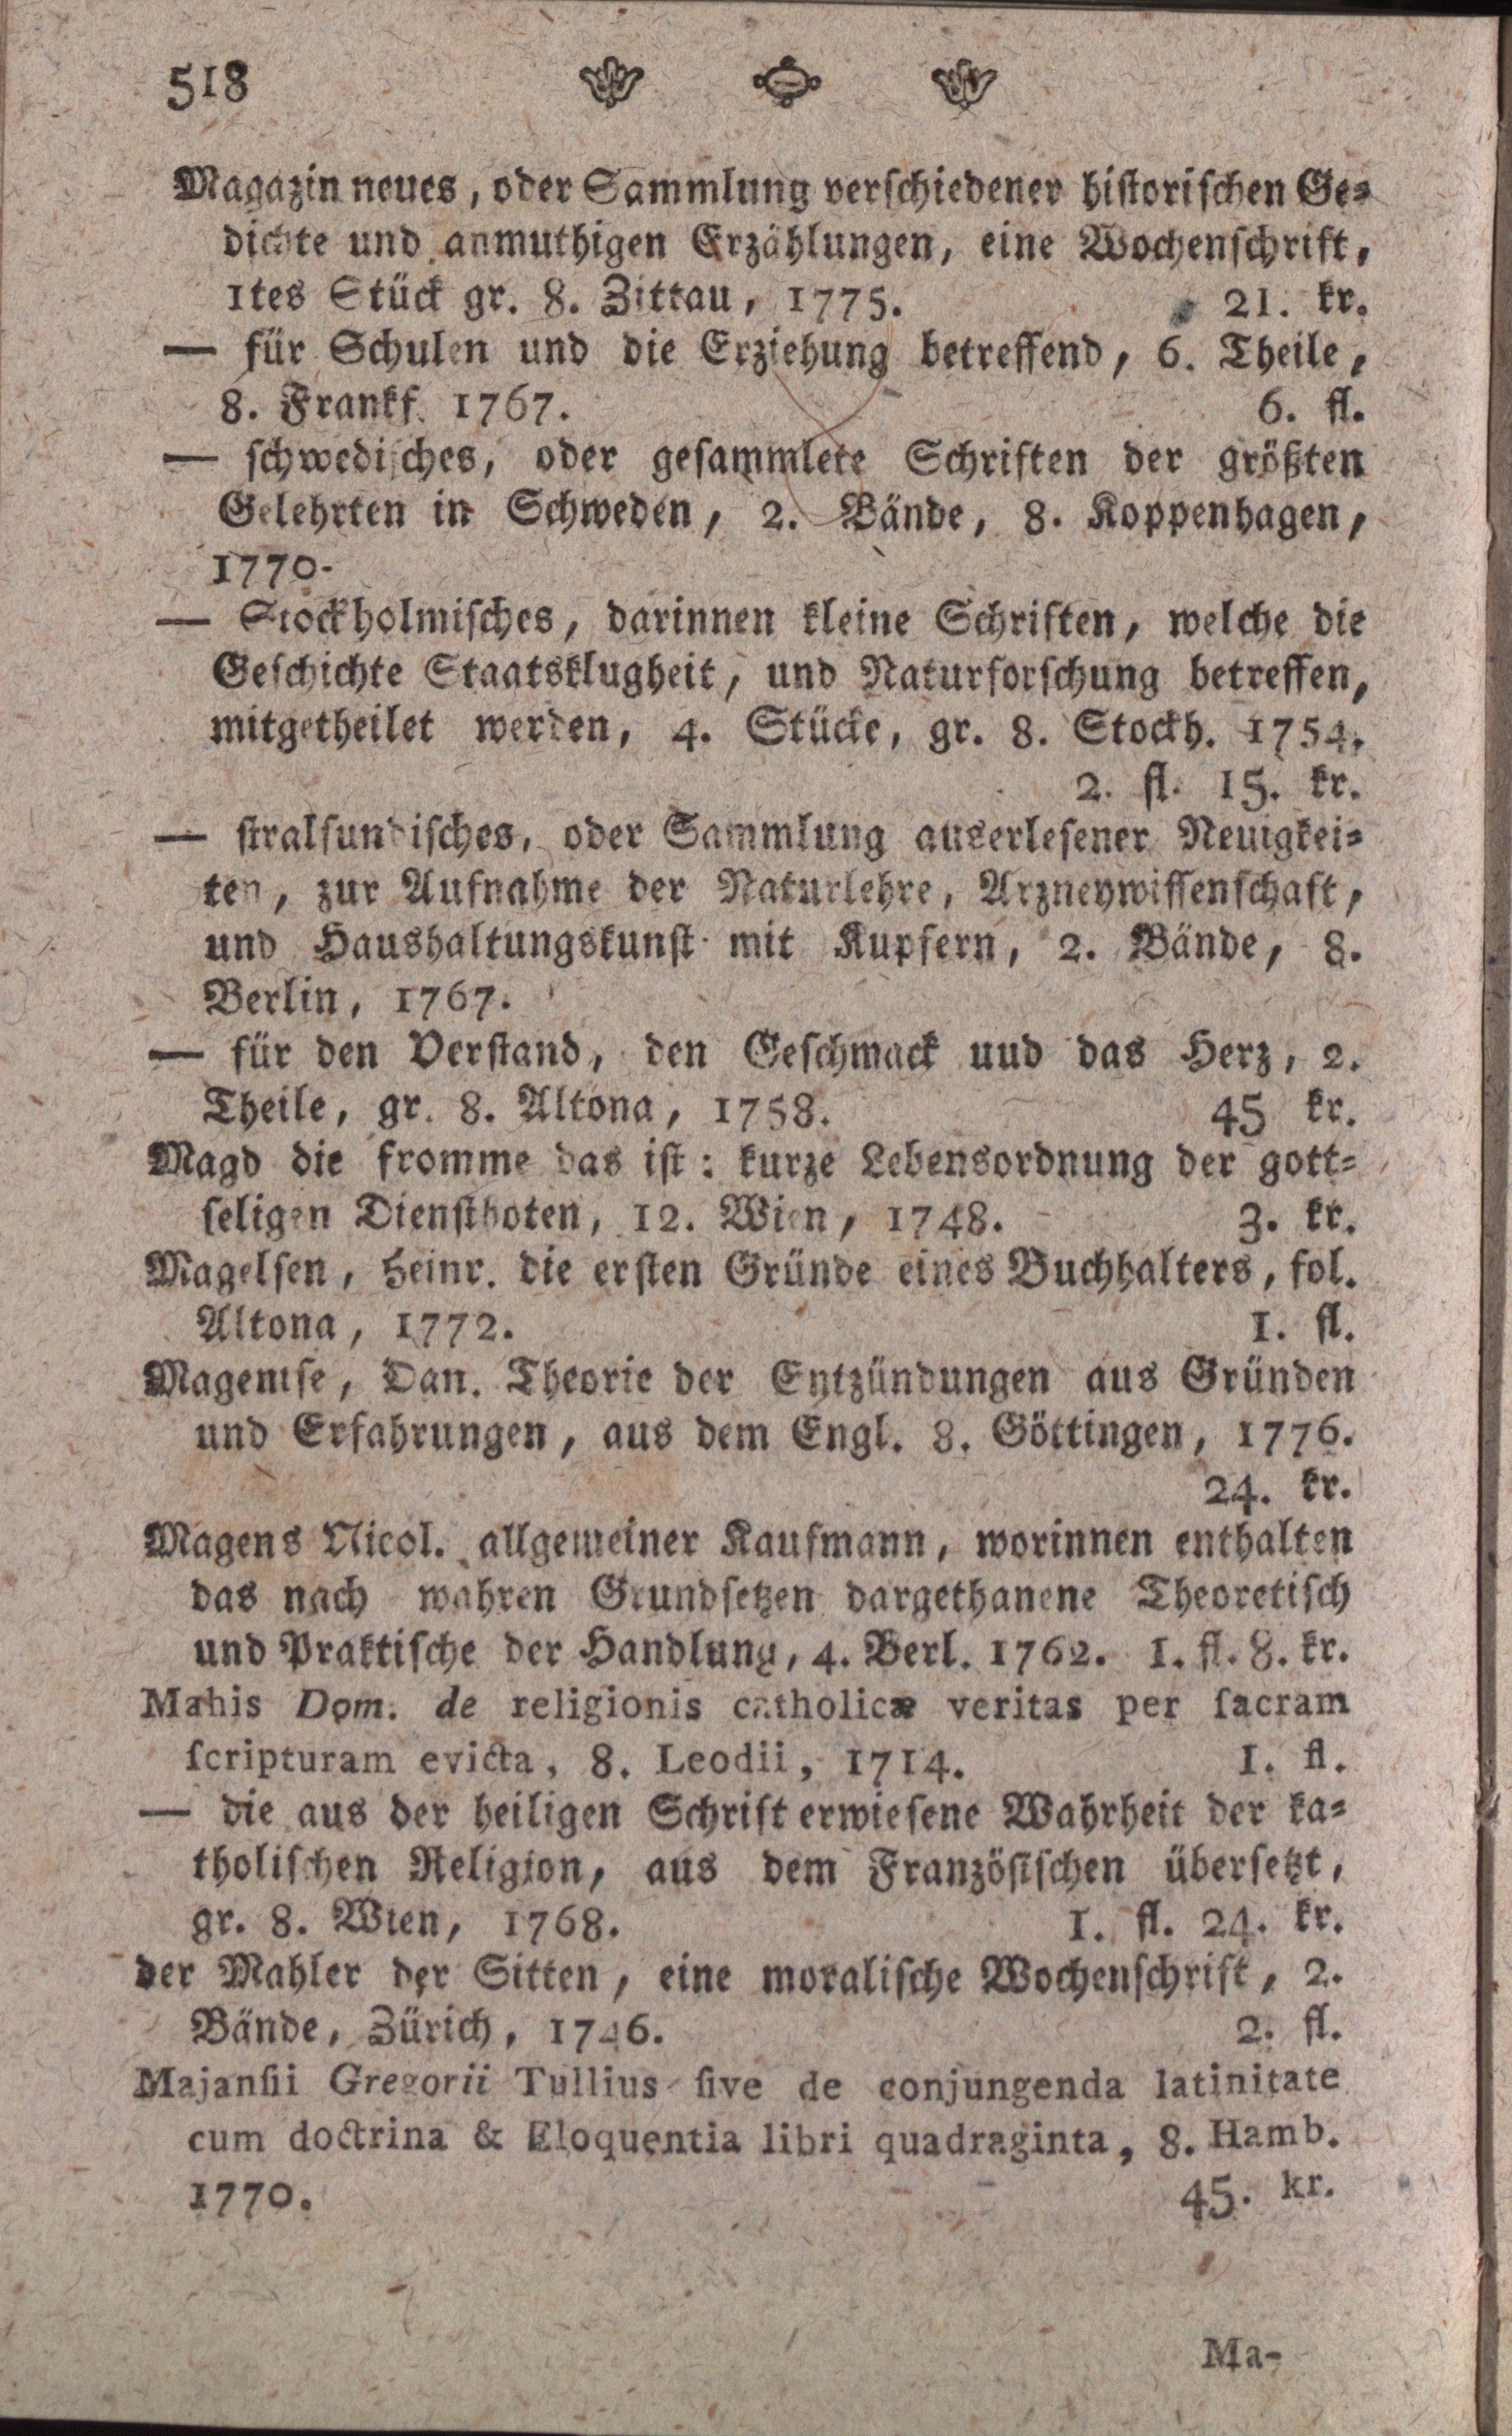 518
Magazin neues, oder Sammlung verschiedener historischen Ge-
dichte und anmuthigen Erzählungen, eine Wochenschrift,
1tes Stück gr. 8. Zittau, 1775. 21. kr.
— für Schulen und die Erziehung betreffend, 6. Theile,
8. Frankf. 1767. 6. fl.
— schwedisches, oder gesammlete Schriften der größten
Gelehrten in Schweden, 2. Bände, 8. Koppenhagen,
1770.
— Stockholmisches, darinnen kleine Schriften, welche die
Geschichte Staatsklugheit, und Naturforschung betreffen,
mitgetheilet werden, 4. Stücke, gr. 8. Stockh. 1754.
2. fl. 15. kr.
— stralsundisches, oder Sammlung auserlesener Neuigkei-
ten, zur Aufnahme der Naturlehre, Arzneywissenschaft,
und Haushaltungskunst mit Kupfern, 2. Bände, 8.
Berlin, 1767.
— für den Verstand, den Geschmack uud das Herz, 2.
Theile, gr. 8. Altona, 1758. 45 kr.
Magd die fromme das ist: kurze Lebensordnung der gott-
seligen Dienstboten, 12. Wien, 1748. 3. kr.
Magelsen, Heinr. die ersten Gründe eines Buchhalters, fol.
Altona, 1772. 1. fl.
Magenise, Dan. Theorie der Entzündungen aus Gründen
und Erfahrungen, aus dem Engl. 8. Göttingen, 1776.
24. kr.
Magens Nicol. allgemeiner Kaufmann, worinnen enthalten
das nach wahren Grundsetzen dargethanene Theoretisch
und Praktische der Handlung, 4. Berl. 1762. 1. fl. 8. kr.
Mahis Dom. de religionis catholicæ veritas per ſacram
ſcripturam evicta, 8. Leodii, 1714. 1. fl.
— die aus der heiligen Schrift erwiesene Wahrheit der ka-
tholischen Religion, aus dem Französischen übersetzt,
gr. 8. Wien, 1768. 1. fl. 24. kr.
der Mahler der Sitten, eine moralische Wochenschrift, 2.
Bände, Zürich, 1746. 2. fl.
Majanſii Gregorii Tullius ſive de conjungenda latinitate
cum doctrina & Eloquentia libri quadraginta, 8. Hamb.
1770. 45. kr.
Ma-